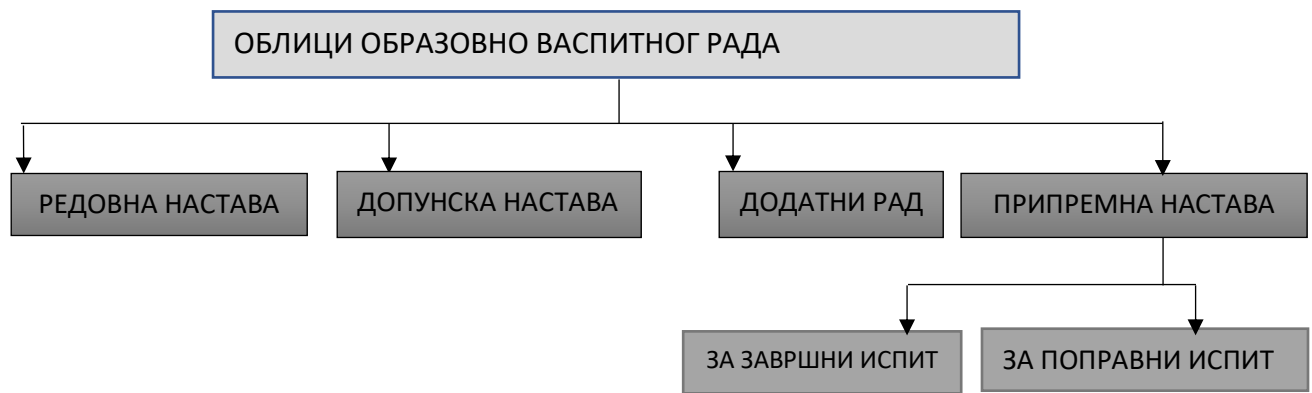 ОБЛИЦИ ОБРАЗОВНО ВАСПИТНОГ РАДА
РЕДОВНА НАСТАВА
ДОПУНСКА НАСТАВА
ДОДАТНИ РАД
ПРИПРЕМНА НАСТАВА
ЗА ЗАВРШНИ ИСПИТ
ЗА ПОПРАВНИ ИСПИТ